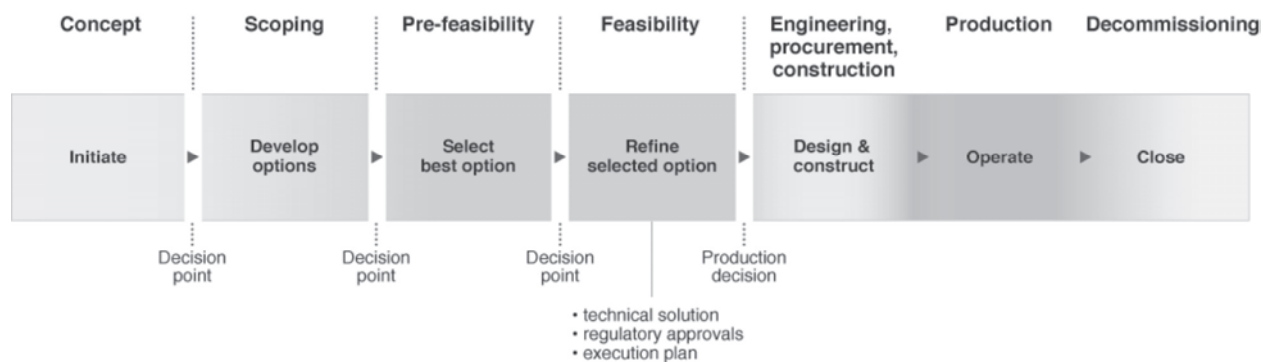 Concept
Scoping
Pre-feasibility
Feasibility
Engineering,
procurement,
construction
Production
Decommissioning
Initiate
Develop
options
Select
best option
Refine
selected option
Design &
construct
Operate
Close
Decision
point
Decision
point
Decision
point
Production
decision
• technical solution
• regulatory approvals
• execution plan